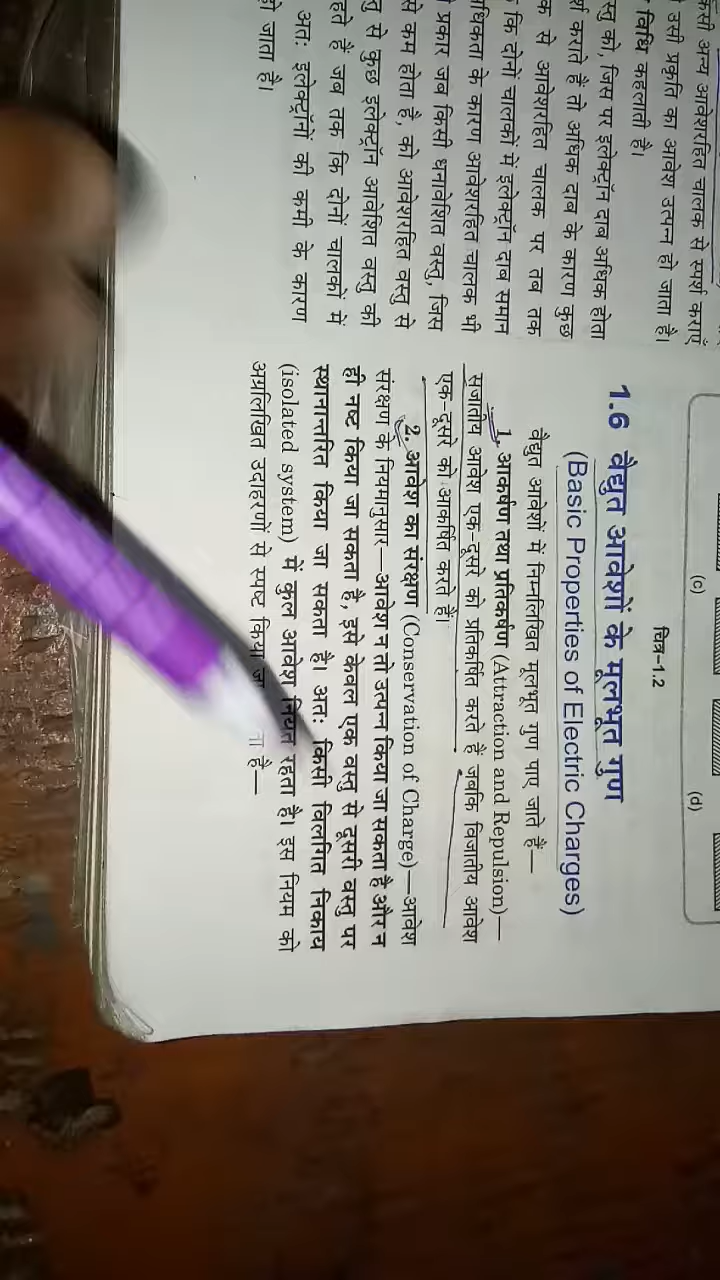 अन्य आवेशरहित चालक से स्पर्श कराएँ
उसी प्रकृति का आवेश उत्पन्न हो जाता है।
विधि कहलाती है।
को, जिस पर इलेक्ट्रॉन दाब अधिक होता
कराते हैं तो अधिक दाब के कारण कुछ
से आवेशरहित चालक पर तब तक
कि दोनों चालकों में इलेक्ट्रॉन दाब समान
के कारण आवेशरहित चालक भी
प्रकार जब किसी धनावेशित वस्तु, जिस
से कम होता है, को आवेशरहित वस्तु से
से कुछ इलेक्ट्रॉन आवेशित वस्तु की
हैं जब तक कि दोनों चालकों में
अतः इलेक्ट्रॉनों की कमी के कारण
जाता है।
(c) (d)
चित्र-1.2
1.6 वैद्युत आवेशों के मूलभूत गुण
(Basic Properties of Electric Charges)
वैद्युत आवेशों में निम्नलिखित मूलभूत गुण पाए जाते हैं—
1. आकर्षण तथा प्रतिकर्षण (Attraction and Repulsion)—
सजातीय आवेश एक-दूसरे को प्रतिकर्षित करते हैं जबकि विजातीय आवेश
एक-दूसरे को आकर्षित करते हैं।
2. आवेश का संरक्षण (Conservation of Charge)—आवेश
संरक्षण के नियमानुसार—आवेश न तो उत्पन्न किया जा सकता है और न
ही नष्ट किया जा सकता है, इसे केवल एक वस्तु से दूसरी वस्तु पर
स्थानान्तरित किया जा सकता है। अतः किसी विलगित निकाय
(isolated system) में कुल आवेश नियत रहता है। इस नियम को
अग्रलिखित उदाहरणों से स्पष्ट किया है—